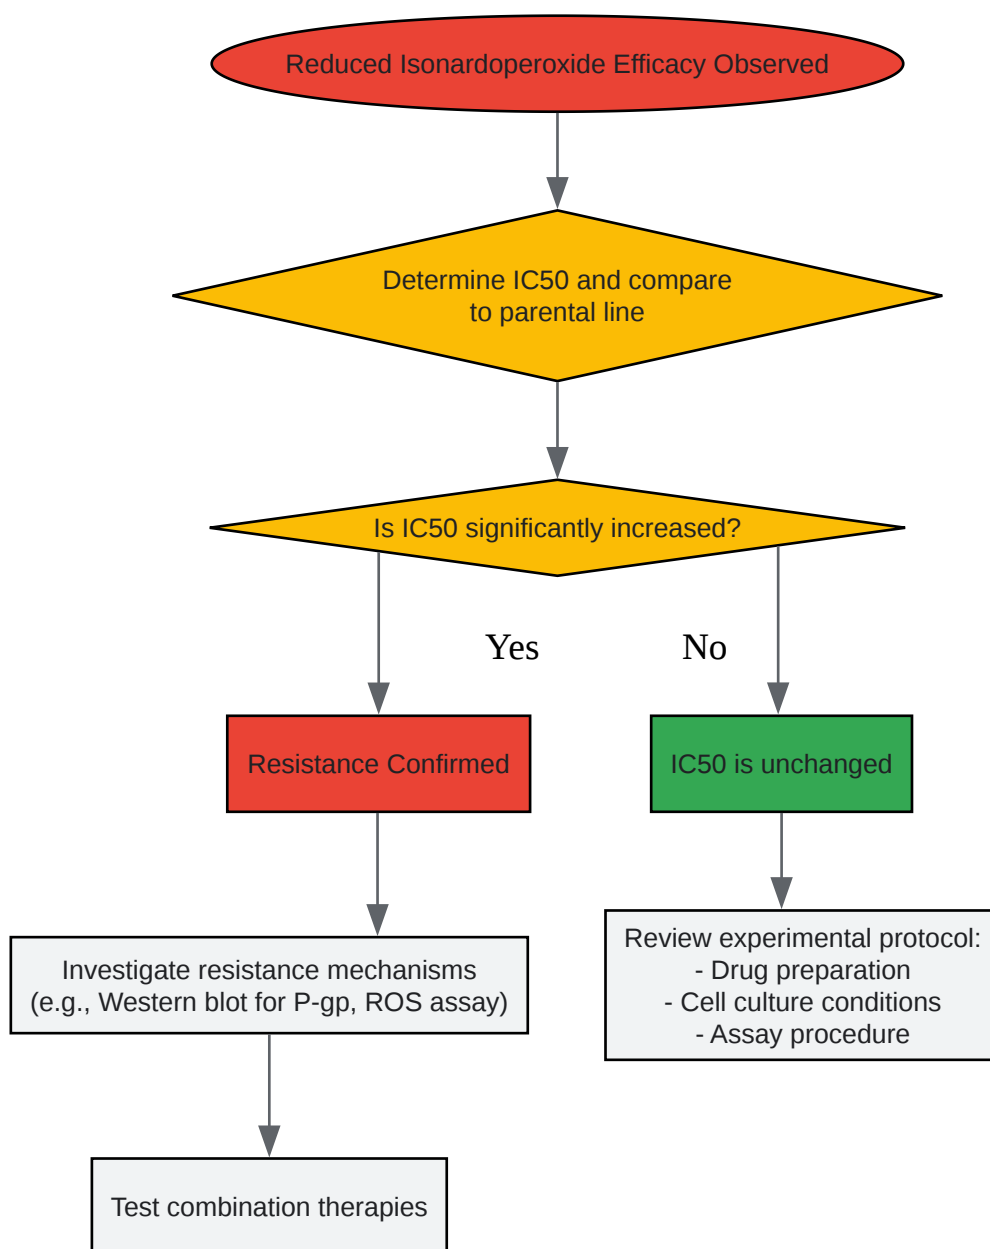 Reduced Isonardoperoxide Efficacy Observed
Determine IC50 and compare
to parental line
Is IC50 significantly increased?
Yes
No
Resistance Confirmed
IC50 is unchanged
Investigate resistance mechanisms
(e.g., Western blot for P-gp, ROS assay)
Review experimental protocol:
- Drug preparation
- Cell culture conditions
- Assay procedure
Test combination therapies